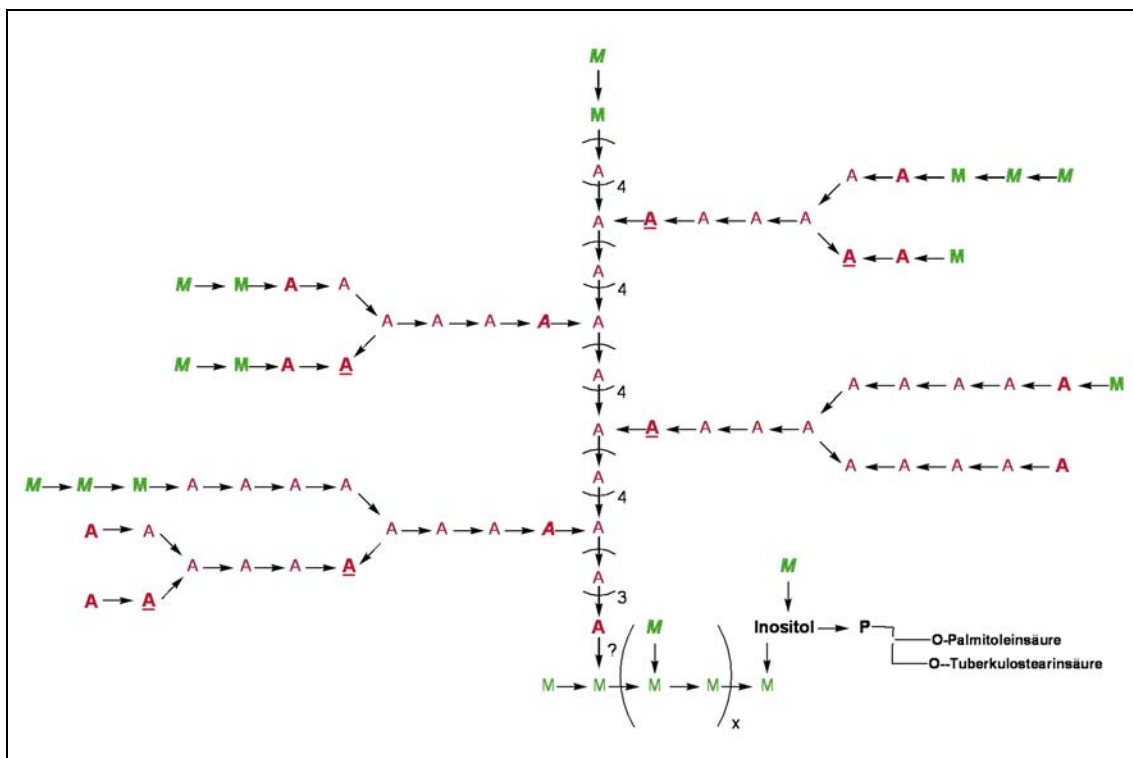 M
M
A
4
A A A M M M
A A A A A
A A M
A
4
M M A A
A A A A A
M M A A
A
4
A A A A A M
A A A A A
A A A A A
A
4
M M M A A A A
A A A A A
A A
A A A A
A A
A
3
A
?
M
M
Inositol P
O-Palmitoleinsäure
O--Tuberkulostearinsäure
M M M M M
x